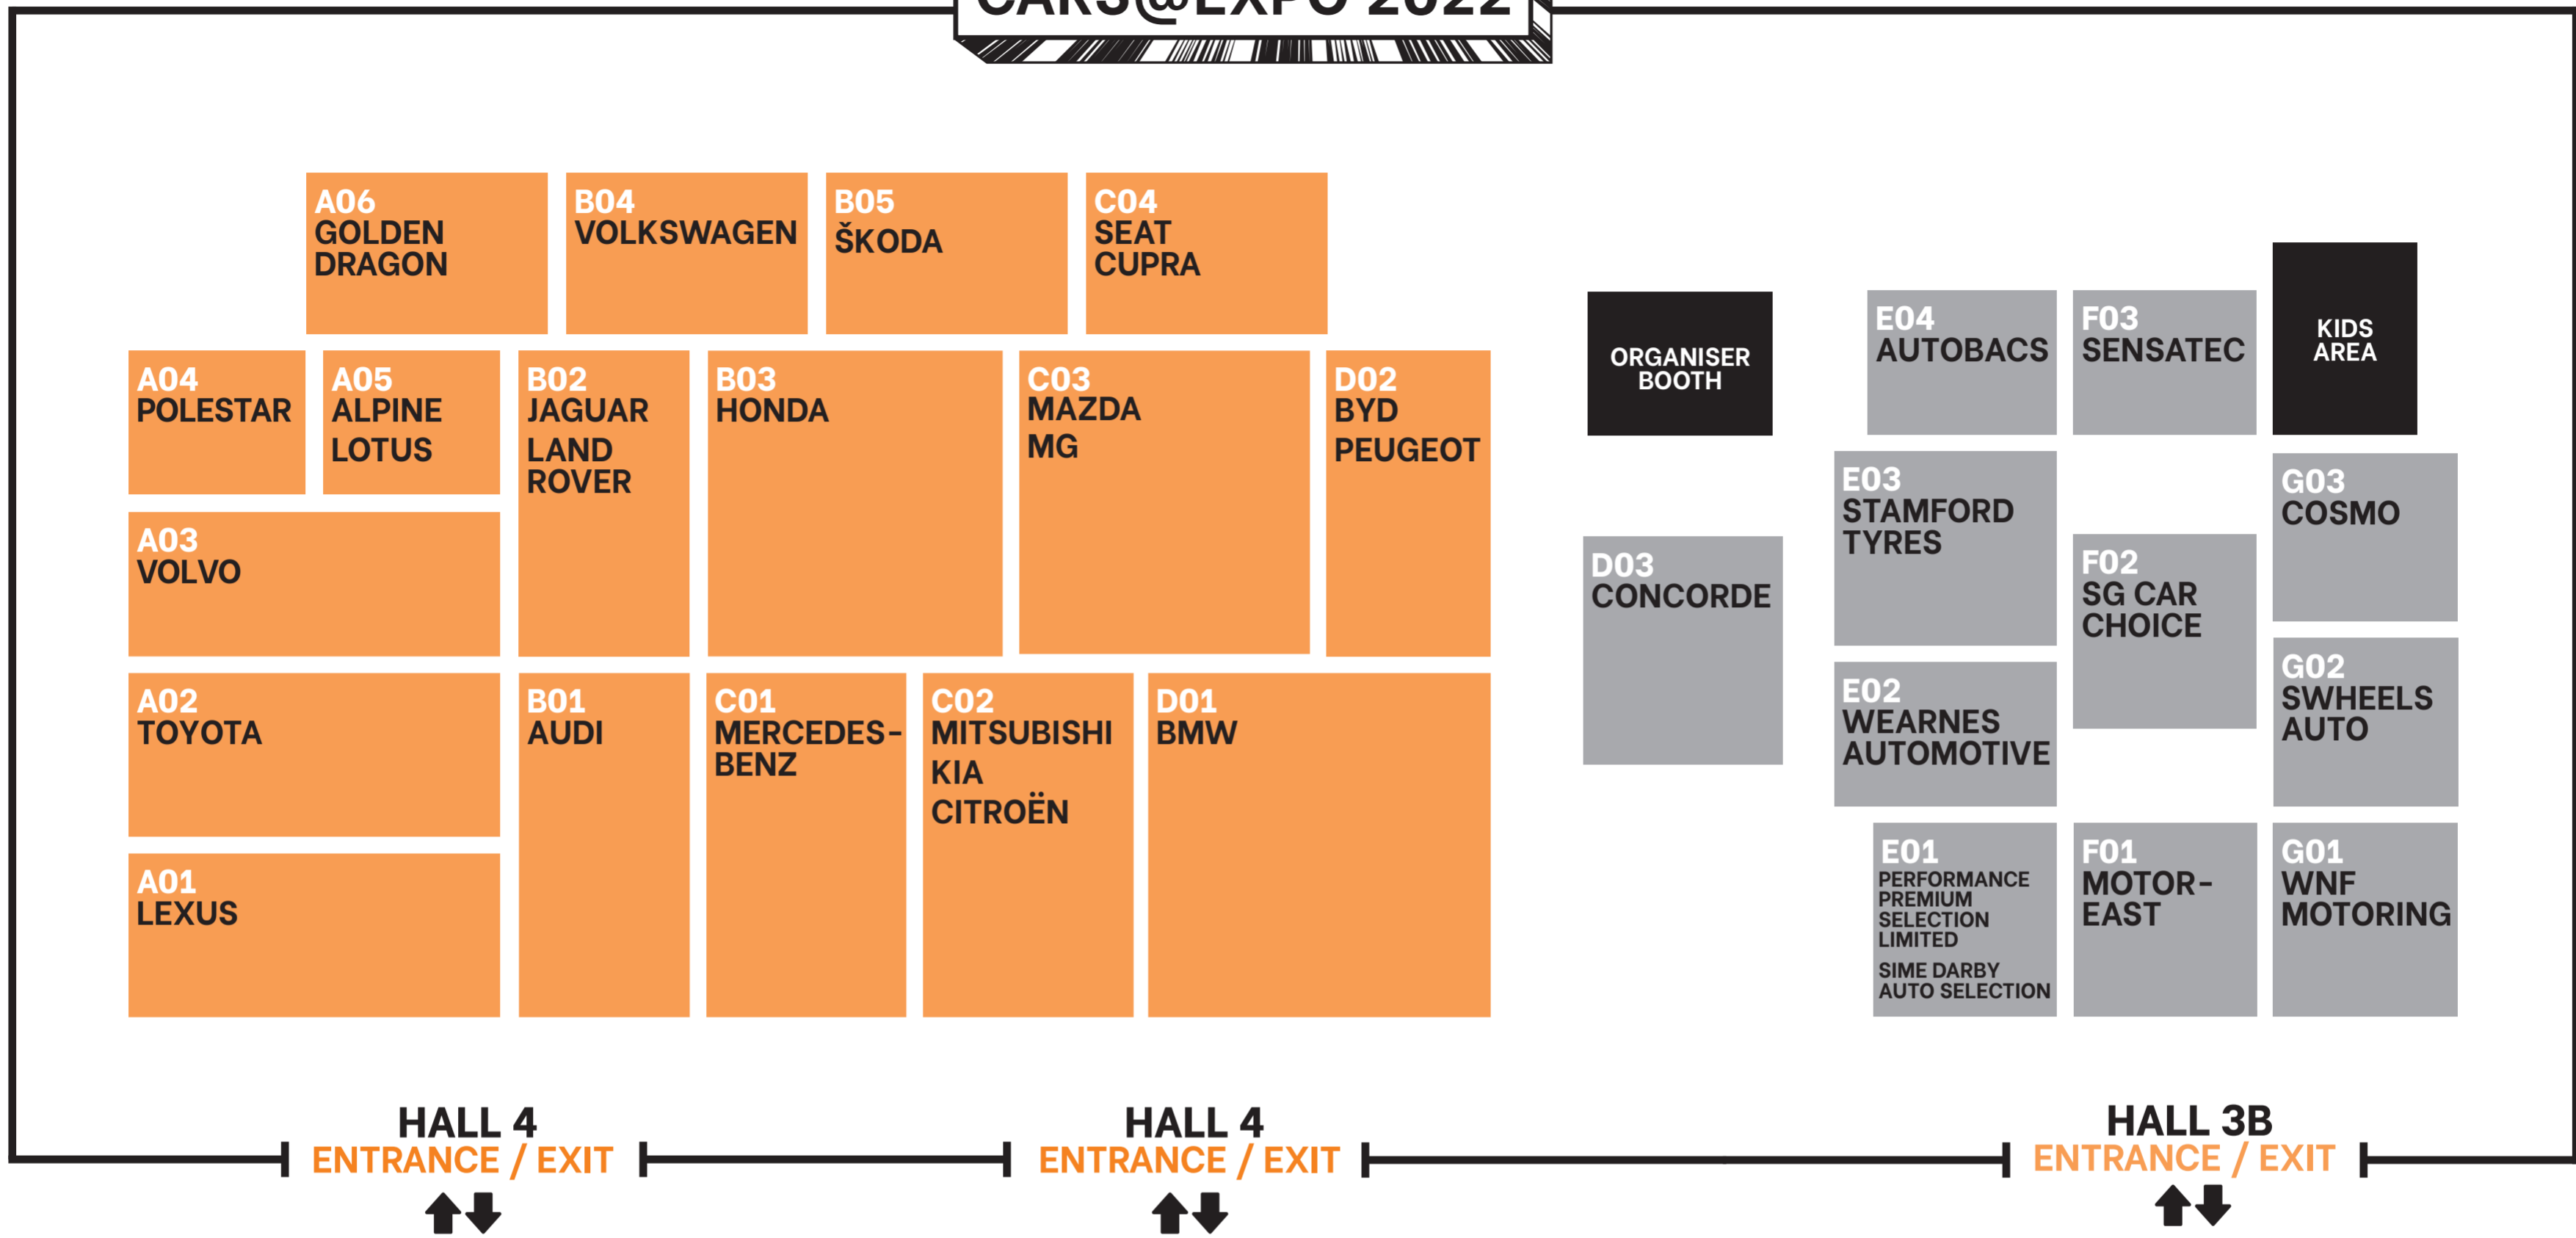 CARS@EXPO 2022
A06
GOLDEN
DRAGON
B04
VOLKSWAGEN
B05
ŠKODA
C04
SEAT
CUPRA
A04
POLESTAR
A05
ALPINE
LOTUS
B02
JAGUAR
LAND
ROVER
B03
HONDA
C03
MAZDA
MG
D02
BYD
PEUGEOT
A03
VOLVO
A02
TOYOTA
A01
LEXUS
B01
AUDI
C01
MERCEDES-
BENZ
C02
MITSUBISHI
KIA
CITROËN
D01
BMW
ORGANISER
BOOTH
D03
CONCORDE
E04
AUTOBACS
F03
SENSATEC
KIDS
AREA
E03
STAMFORD
TYRES
F02
SG CAR
CHOICE
G03
COSMO
E02
WEARNES
AUTOMOTIVE
G02
SWHEELS
AUTO
E01
PERFORMANCE
PREMIUM
SELECTION
LIMITED
SIME DARBY
AUTO SELECTION
F01
MOTOR-
EAST
G01
WNF
MOTORING
HALL 4
ENTRANCE / EXIT
HALL 4
ENTRANCE / EXIT
HALL 3B
ENTRANCE / EXIT